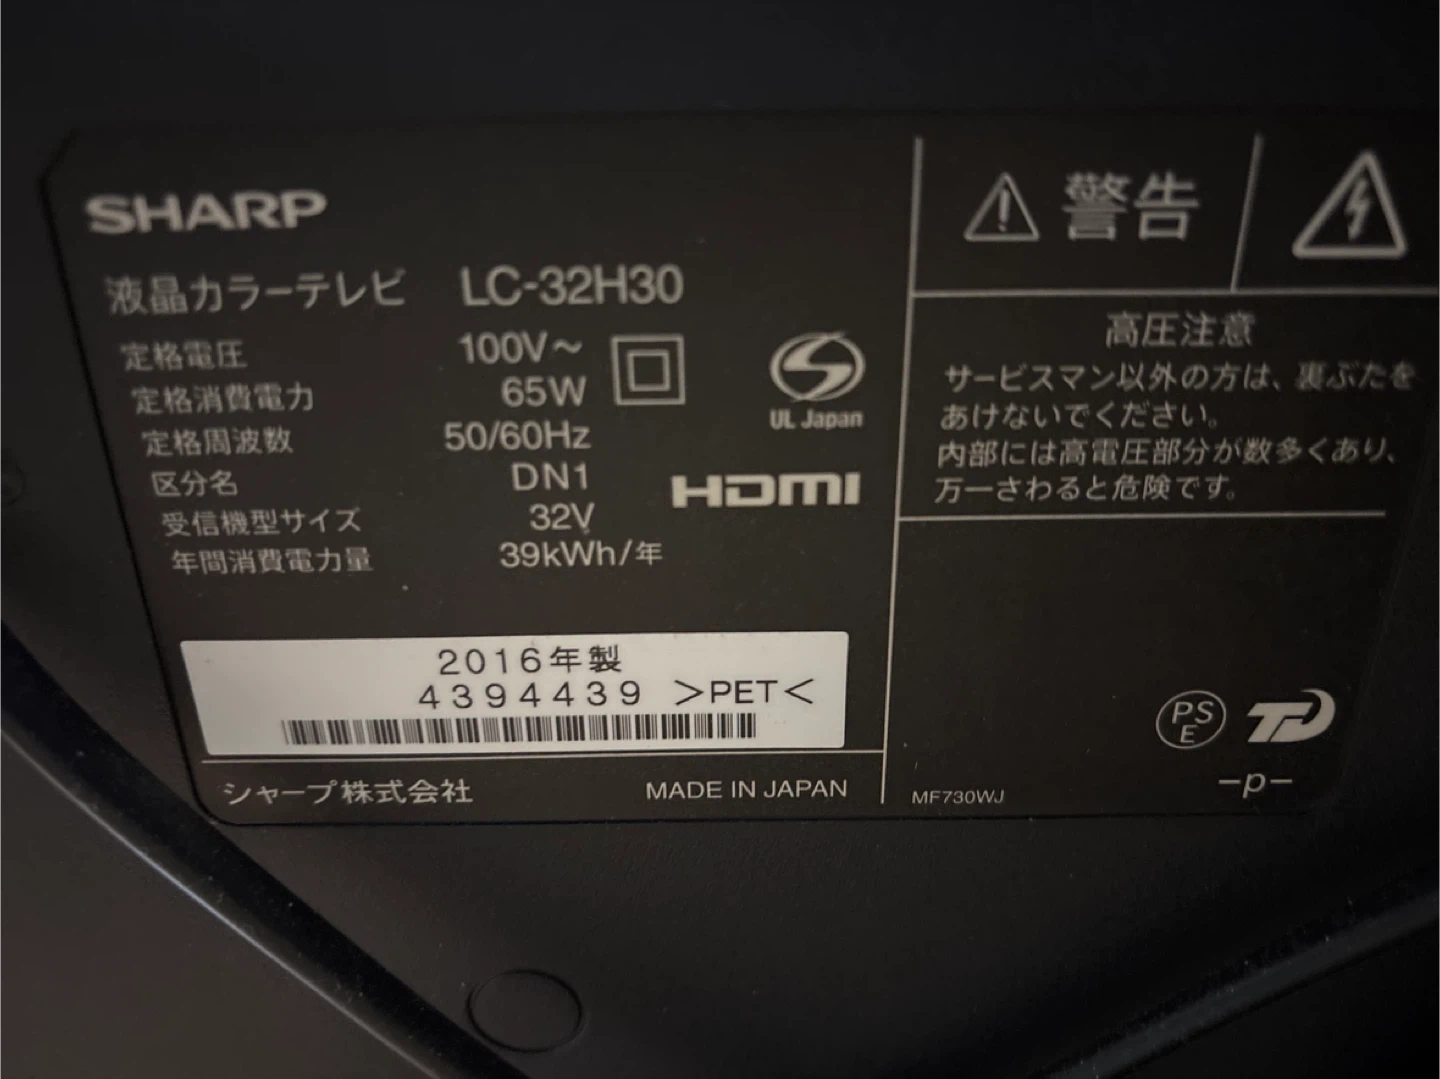 SHARP
液晶カラーテレビ LC-32H30
定格電圧 100V～
定格消費電力 65W
定格周波数 50/60Hz
区分名 DN1
受信機型サイズ 32V
年間消費電力量 39kWh/年
UL Japan
HDMI
2016年製
4394439 >PET<
シャープ株式会社 MADE IN JAPAN
警告
高圧注意
サービスマン以外の方は、裏ぶたを
あけないでください。
内部には高電圧部分が数多くあり、
万一さわると危険です。
PS
E
-p-
MF730WJ